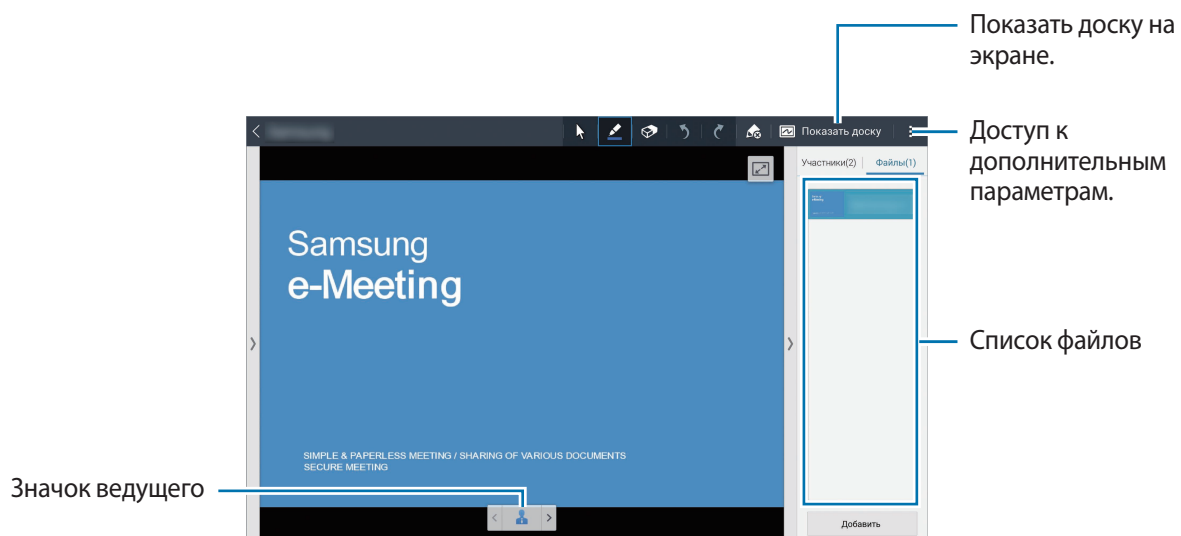 Показать доску на
экране.
Показать доску
Доступ к
дополнительным
параметрам.
Участники(2)
Файлы(1)
Samsung
e-Meeting
Список файлов
SIMPLE & PAPERLESS MEETING / SHARING OF VARIOUS DOCUMENTS
SECURE MEETING
Значок ведущего
Добавить